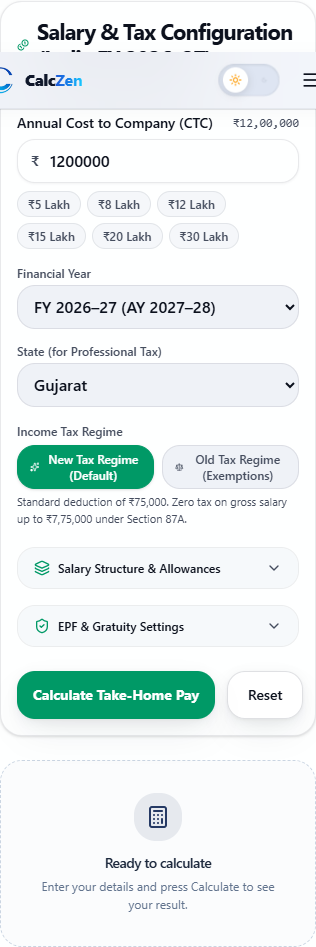 Salary & Tax Configuration
CalcZen
Annual Cost to Company (CTC) ₹12,00,000
₹ 1200000
₹5 Lakh ₹8 Lakh ₹12 Lakh
₹15 Lakh ₹20 Lakh ₹30 Lakh
Financial Year
FY 2026–27 (AY 2027–28)
State (for Professional Tax)
Gujarat
Income Tax Regime
New Tax Regime
(Default)
Old Tax Regime
(Exemptions)
Standard deduction of ₹75,000. Zero tax on gross salary
up to ₹7,75,000 under Section 87A.
Salary Structure & Allowances
EPF & Gratuity Settings
Calculate Take-Home Pay Reset
Ready to calculate
Enter your details and press Calculate to see
your result.